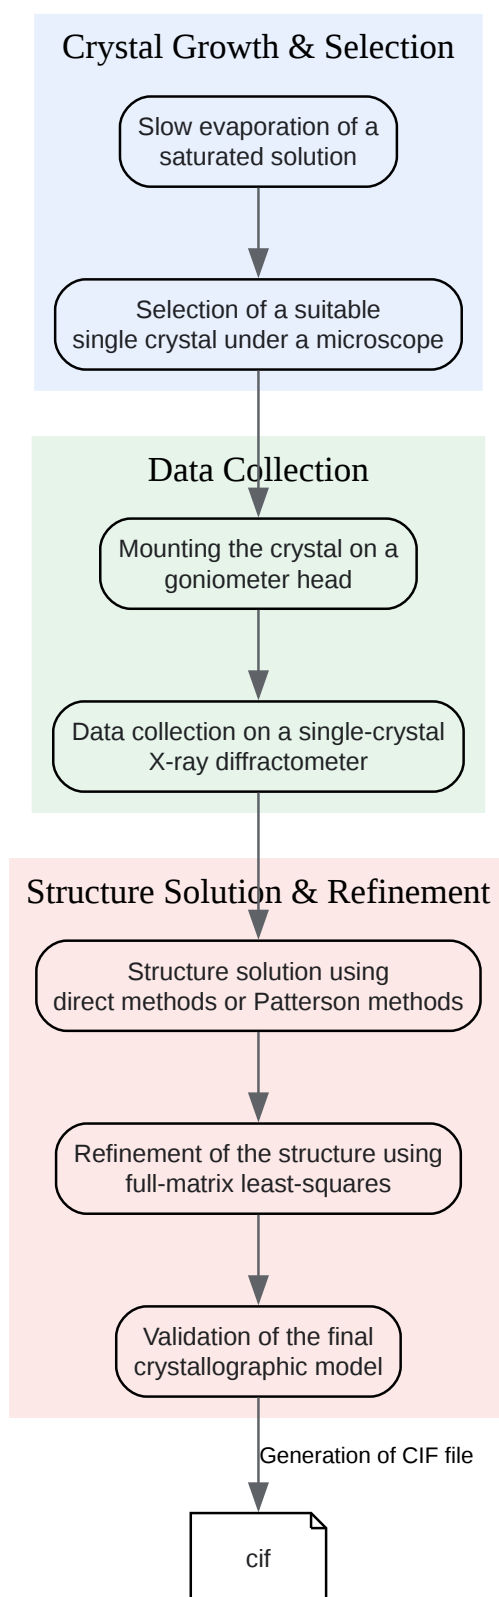 Crystal Growth & Selection
Slow evaporation of a
saturated solution
Selection of a suitable
single crystal under a microscope
Data Collection
Mounting the crystal on a
goniometer head
Data collection on a single-crystal
X-ray diffractometer
Structure Solution & Refinement
Structure solution using
direct methods or Patterson methods
Refinement of the structure using
full-matrix least-squares
Validation of the final
crystallographic model
Generation of CIF file
cif